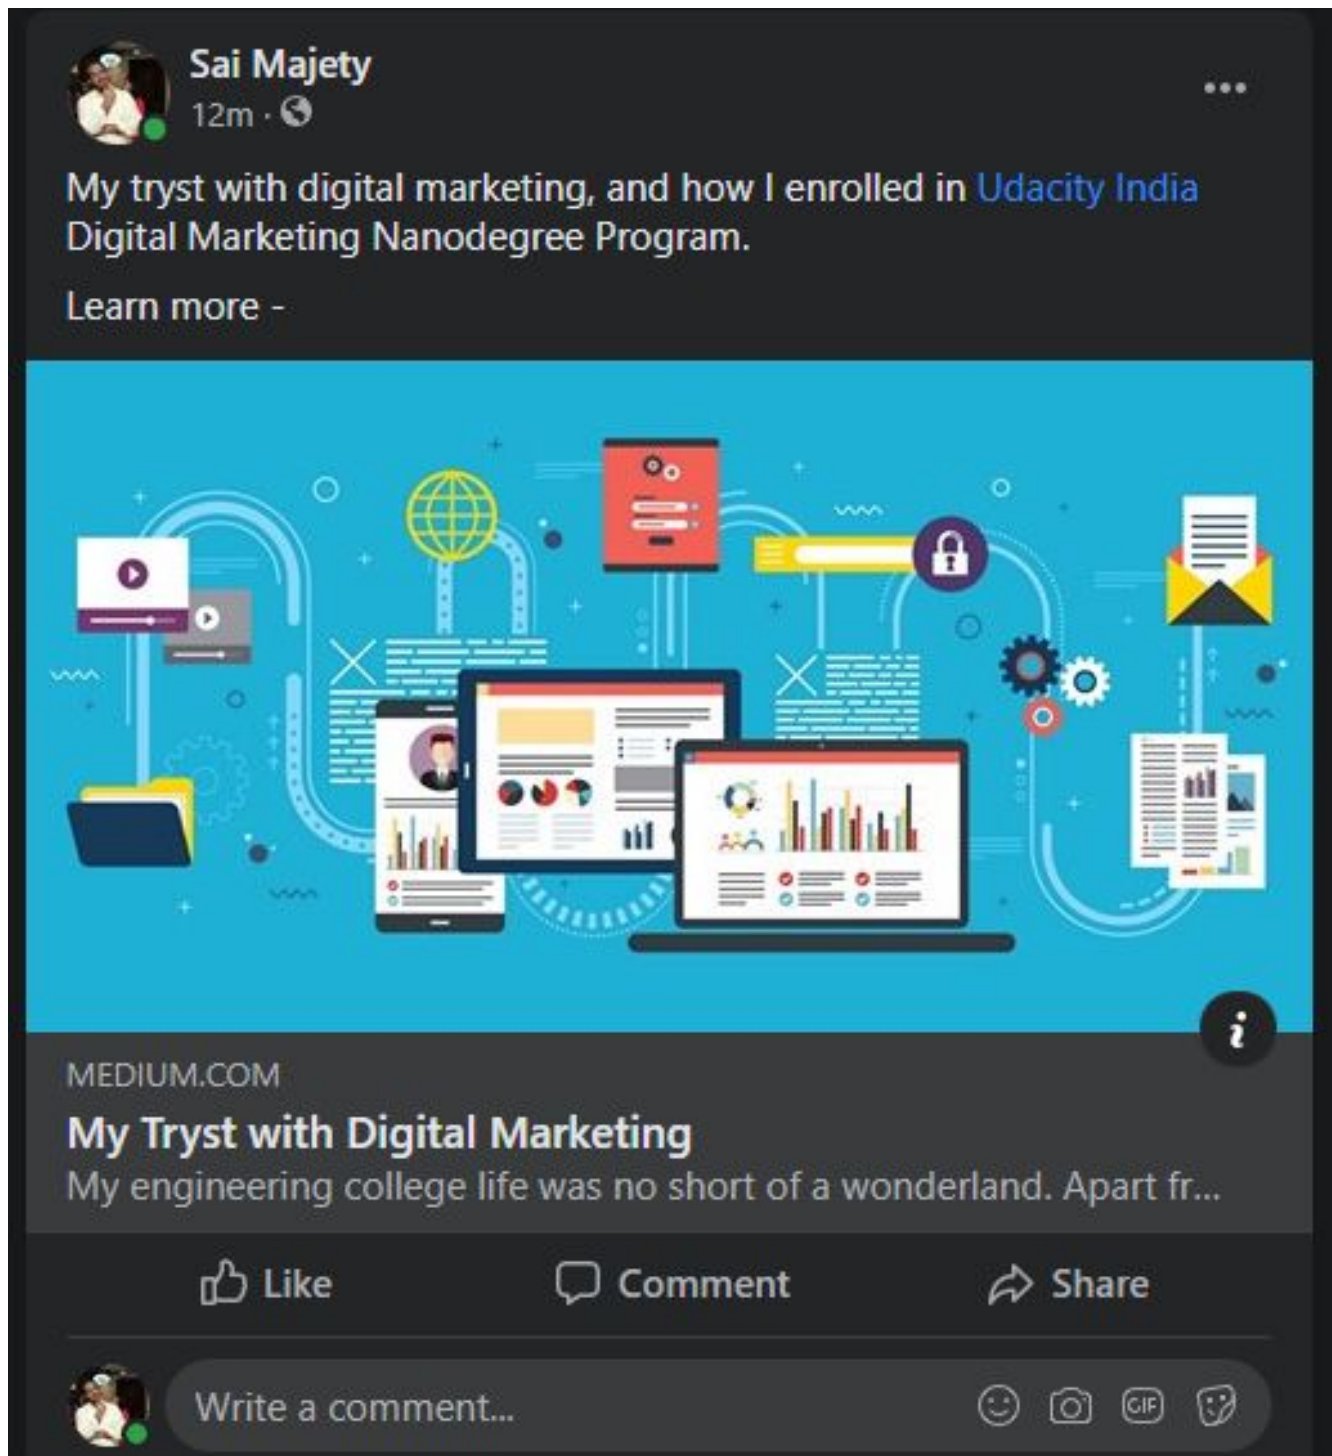 Sai Majety
12m ·
My tryst with digital marketing, and how I enrolled in Udacity India
Digital Marketing Nanodegree Program.
Learn more -
MEDIUM.COM
My Tryst with Digital Marketing
My engineering college life was no short of a wonderland. Apart fr...
Like
Comment
Share
Write a comment...
GIF